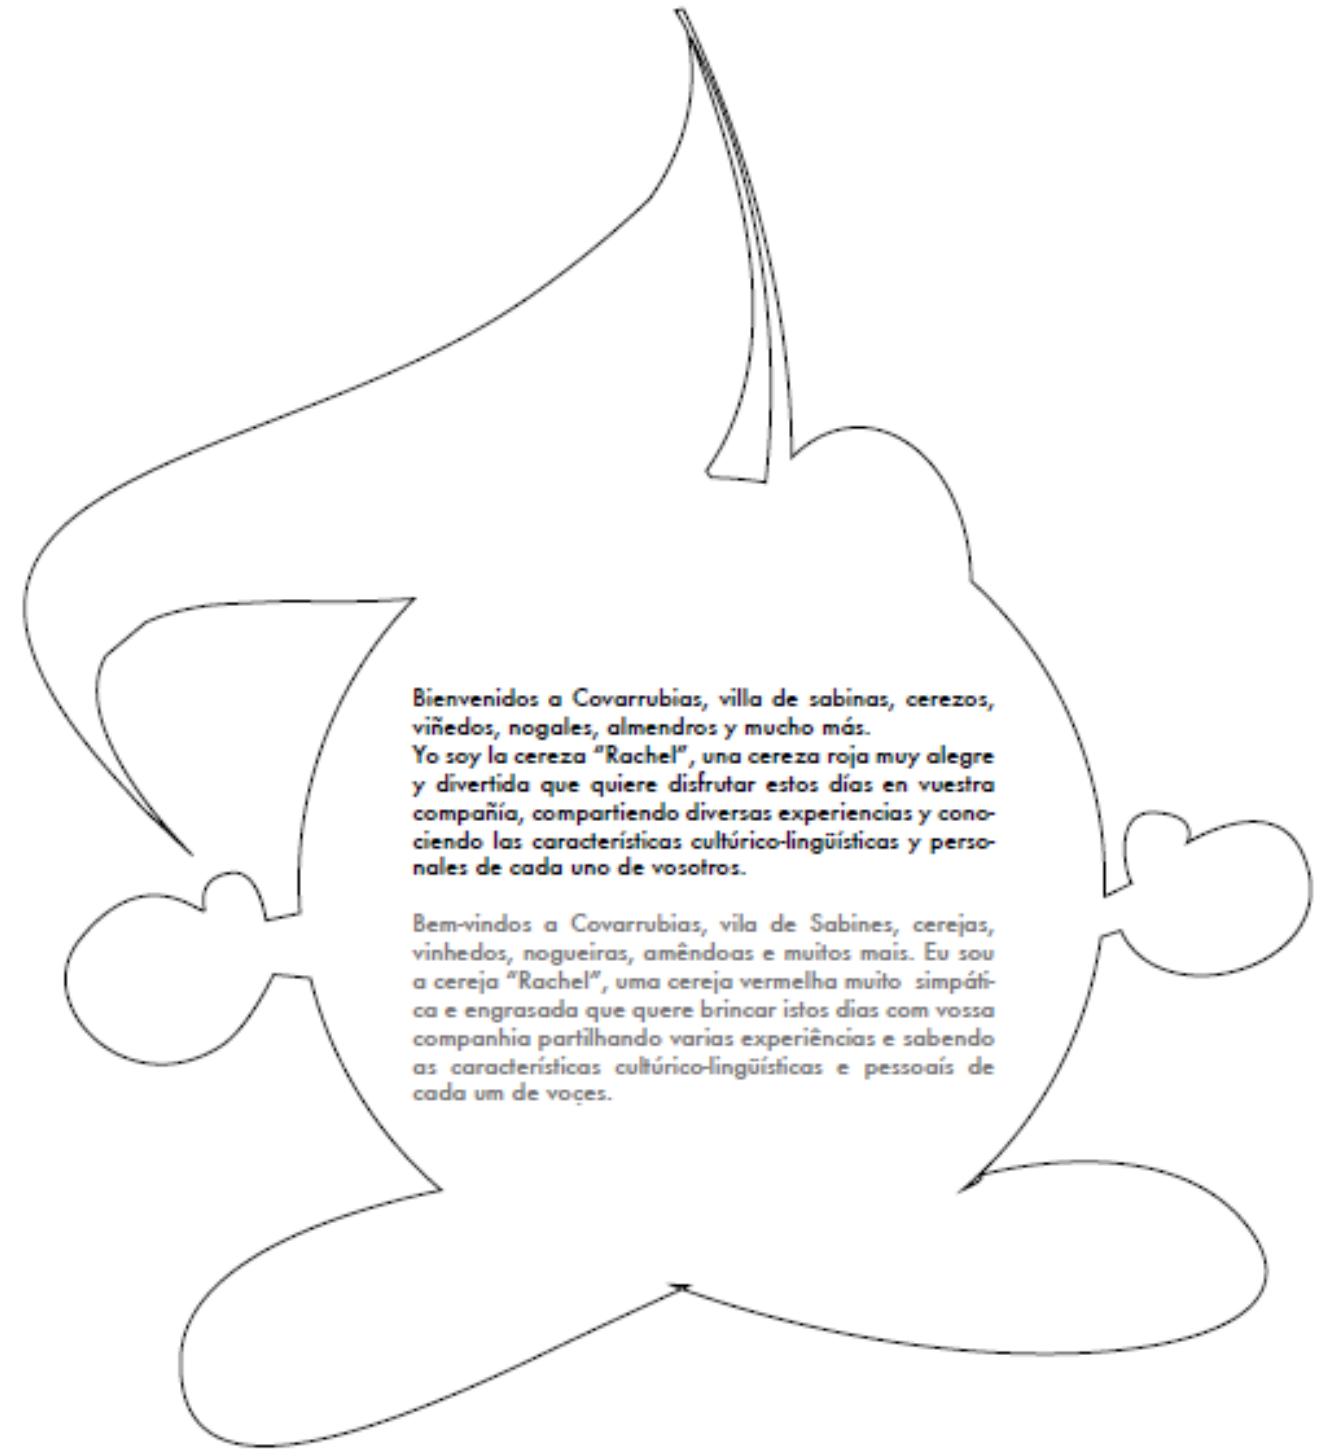 Bienvenidos a Covarrubias, villa de sabinas, cerezos,
viñedos, nogales, almendros y mucho más.
Yo soy la cereza “Rachel”, una cereza roja muy alegre
y divertida que quiere disfrutar estos días en vuestra
compañía, compartiendo diversas experiencias y cono-
ciendo las características cultúrico-lingüísticas y perso-
nales de cada uno de vosotros.
Bem-vindos a Covarrubias, vila de Sabines, cerejas,
vinhedos, nogueiras, amêndoas e muitos mais. Eu sou
a cereja “Rachel”, uma cereja vermelha muito simpáti-
ca e engrasada que quere brincar istos dias com vossa
companhia partilhando varias experiências e sabendo
as características cultúrico-lingüísticas e pessoaís de
cada um de voçes.